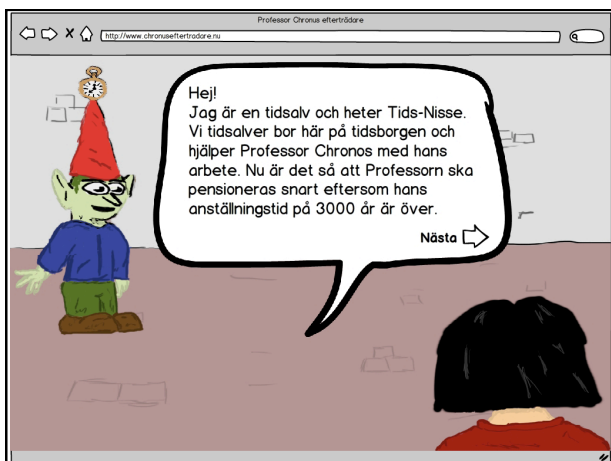 Professor Chronus efterträdare
http://www.chronuseftertradare.nu
Hej!
Jag är en tidsalv och heter Tids-Nisse.
Vi tidsalver bor här på tidsborgen och
hjälper Professor Chronos med hans
arbete. Nu är det så att Professorn ska
pensioneras snart eftersom hans
anställningstid på 3000 år är över.
Nästa